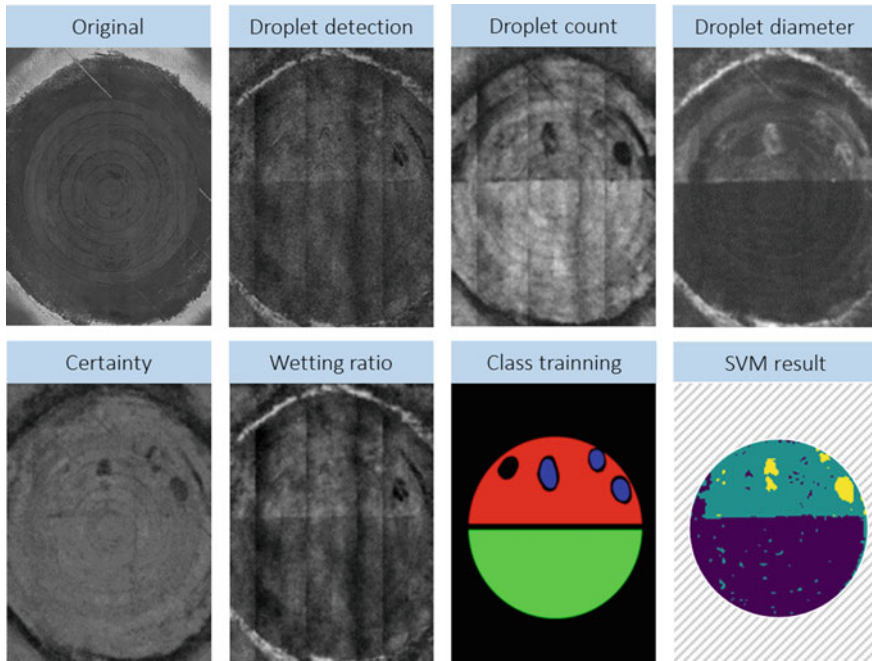 Original
Droplet detection
Droplet count
Droplet diameter
Certainty
Wetting ratio
Class trainning
SVM result